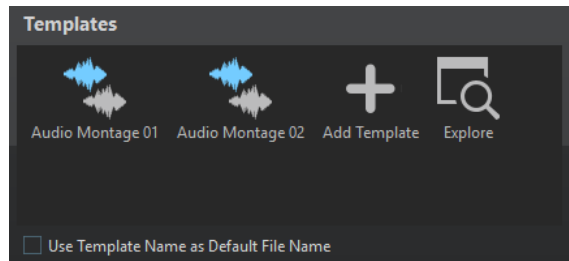 Templates
Audio Montage 01 Audio Montage 02 Add Template Explore
Use Template Name as Default File Name